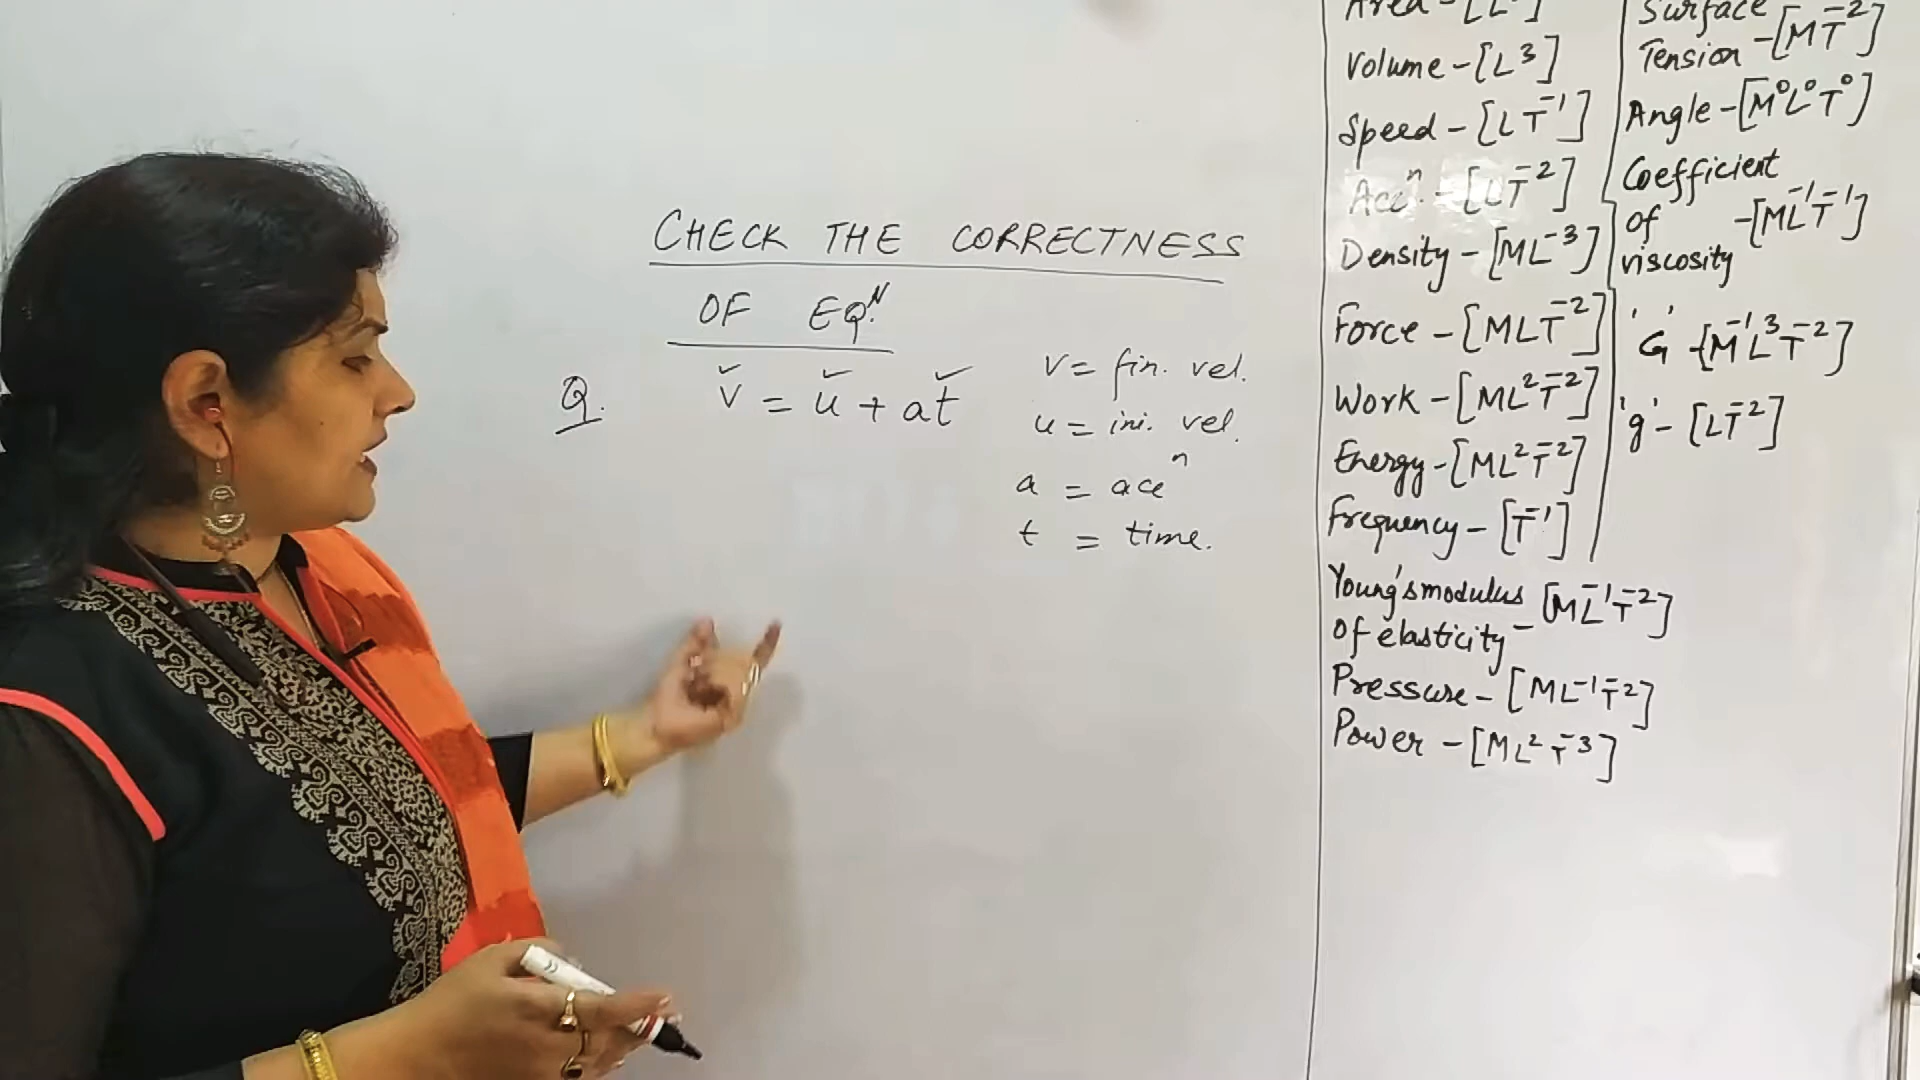 CHECK THE CORRECTNESS
OF EQᴺ.
Q. v = u + at
v = fin. vel.
u = ini. vel.
a = accⁿ
t = time.
Area - [L²]
Volume - [L³]
Speed - [LT⁻¹]
Accⁿ. - [LT⁻²]
Density - [ML⁻³]
Force - [MLT⁻²]
Work - [ML²T⁻²]
Energy - [ML²T⁻²]
Frequency - [T⁻¹]
Young's modulus
Of elasticity - [ML⁻¹T⁻²]
Pressure - [ML⁻¹T⁻²]
Power - [ML²T⁻³]
Surface
Tension - [MT⁻²]
Angle - [M⁰L⁰T⁰]
Coefficient
of - [ML⁻¹T⁻¹]
viscosity
'G' - [M⁻¹L³T⁻²]
'g' - [LT⁻²]